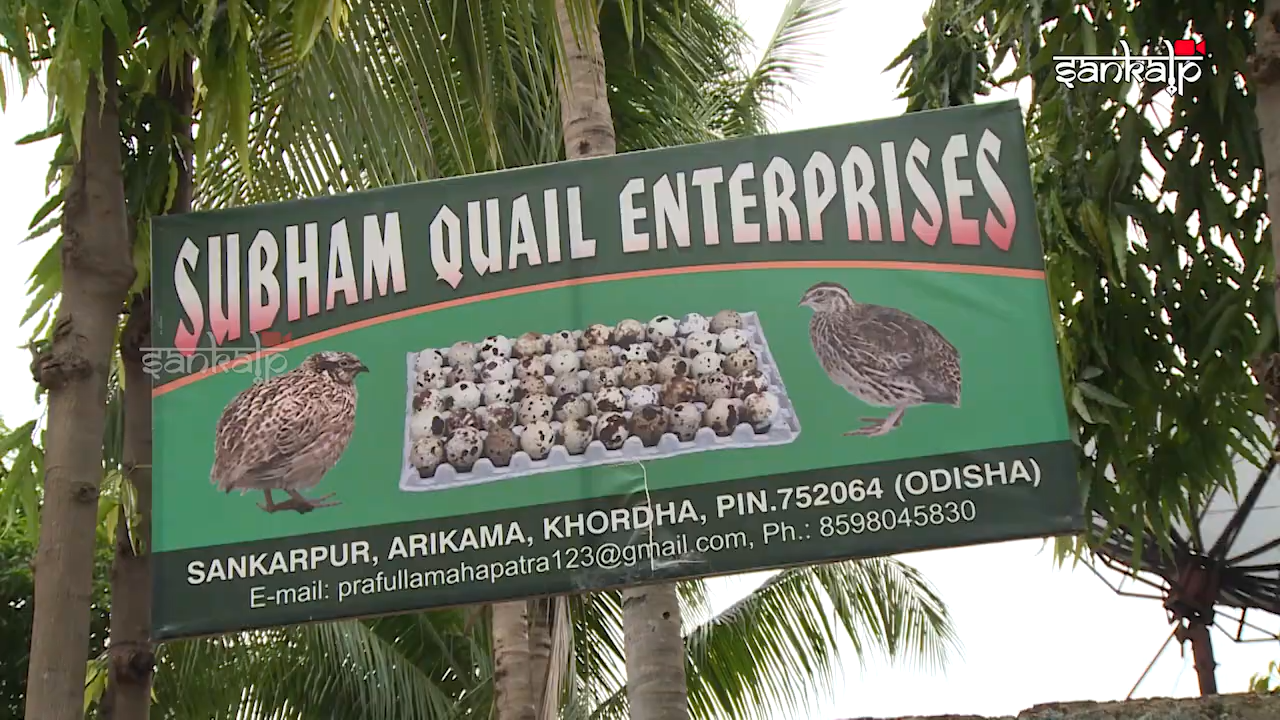 sankalp
SUBHAM QUAIL ENTERPRISES
sankalp
SANKARPUR, ARIKAMA, KHORDHA, PIN.752064 (ODISHA)
E-mail: prafullamahapatra123@gmail.com, Ph.: 8598045830